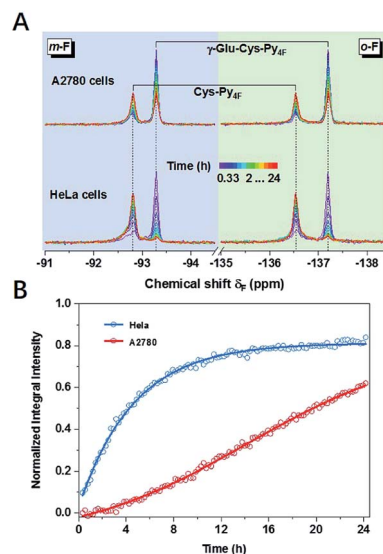 A
m-F
o-F
γ-Glu-Cys-Py4F
A2780 cells
Cys-Py4F
Time (h)
0.33 2 ... 24
HeLa cells
-91 -92 -93 -94 -135 -136 -137 -138
Chemical shift δF (ppm)
B
1.0
Hela
A2780
0.8
0.6
0.4
0.2
0.0
Normalized Integral Intensity
0 4 8 12 16 20 24
Time (h)